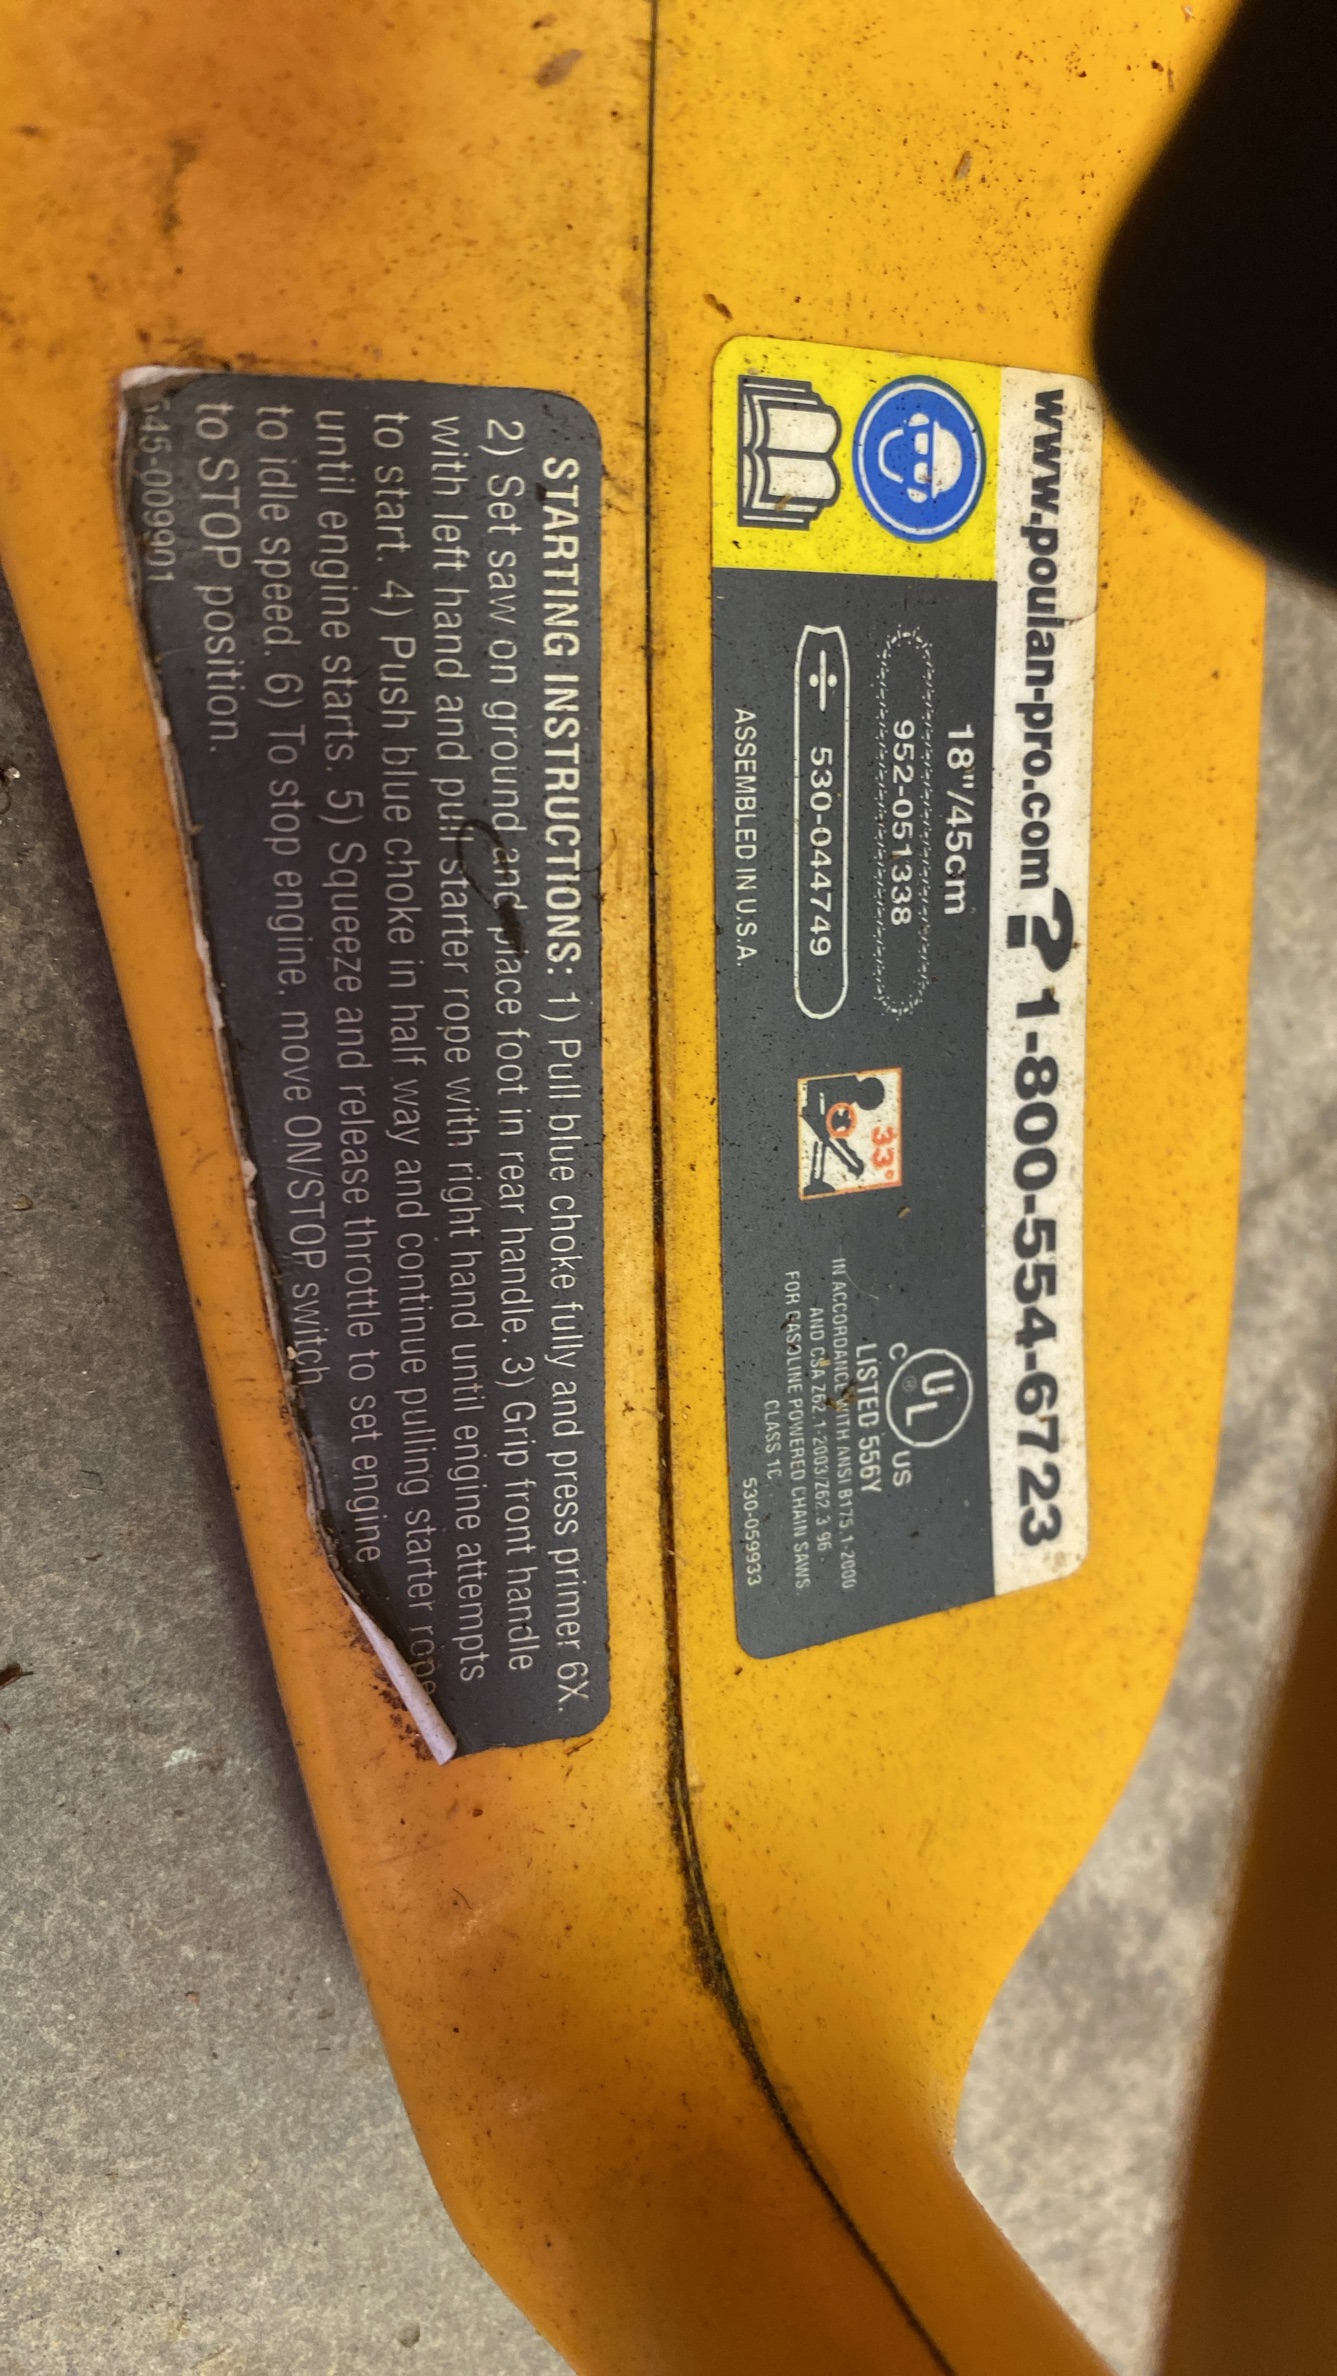 www.poulan-pro.com ? 1-800-554-6723
18"/45cm
952-051338
530-044749
ASSEMBLED IN U.S.A.
33°
C UL ® US
LISTED 556Y
IN ACCORDANCE WITH ANSI B175.1-2000
AND CSA Z62.1-2003/Z62.3 96
FOR GASOLINE POWERED CHAIN SAWS.
CLASS 1C
530-059933
STARTING INSTRUCTIONS: 1) Pull blue choke fully and press primer 6X.
2) Set saw on ground and place foot in rear handle. 3) Grip front handle
with left hand and pull starter rope with right hand until engine attempts
to start. 4) Push blue choke in half way and continue pulling starter rope
until engine starts. 5) Squeeze and release throttle to set engine
to idle speed. 6) To stop engine, move ON/STOP switch
to STOP position.
545-009901